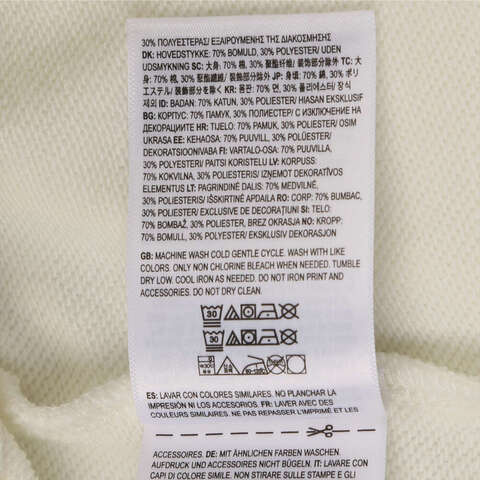 30% ΠΟΛΥΕΣΤΕΡΑΣ/ ΕΞΑΙΡΟΥΜΕΝΗΣ ΤΗΣ ΔΙΑΚΟΣΜΗΣΗΣ
DK: HOVEDSTYKKE: 70% BOMULD, 30% POLYESTER/ UDEN
UDSMYKNING SC: 大身: 70% 棉, 30% 聚酯纤维/ 装饰部分除外 TC: 大
身: 70% 棉, 30% 聚酯纖維/ 裝飾部分除外 JP: 身頃: 70% 綿, 30% ポリ
エステル/ 装飾部分を除く KR: 몸판: 70% 면, 30% 폴리에스터/ 장식
제외 ID: BADAN: 70% KATUN, 30% POLIESTER/ HIASAN EKSKLUSIF
BG: КОРПУС: 70% ПАМУК, 30% ПОЛИЕСТЕР/ С ИЗКЛЮЧЕНИЕ НА
ДЕКОРАЦИИТЕ HR: TIJELO: 70% PAMUK, 30% POLIESTER/ OSIM
UKRASA EE: KEHAOSA: 70% PUUVILL, 30% POLÜESTER/
DEKORATSIOONIVABA FI: VARTALO-OSA: 70% PUUVILLA,
30% POLYESTERI/ PAITSI KORISTELU LV: KORPUSS:
70% KOKVILNA, 30% POLIESTERIS/ IZŅEMOT DEKORATĪVOS
ELEMENTUS LT: PAGRINDINĖ DALIS: 70% MEDVILNĖ,
30% POLIESTERIS/ IŠSKIRTINĖ APDAILA RO: CORP: 70% BUMBAC,
30% POLIESTER/ EXCLUSIVE DE DECORAȚIUNI SI: TELO:
70% BOMBAŽ, 30% POLIESTER, BREZ OKRASJA NO: KROPP:
70% BOMULL, 30% POLYESTER/ EKSKLUSIV DEKORASJON
GB: MACHINE WASH COLD GENTLE CYCLE. WASH WITH LIKE
COLORS. ONLY NON CHLORINE BLEACH WHEN NEEDED. TUMBLE
DRY LOW. COOL IRON AS NEEDED. DO NOT IRON PRINT AND
ACCESSORIES. DO NOT DRY CLEAN.
30
30
ES: LAVAR CON COLORES SIMILARES. NO PLANCHAR LA
IMPRESIÓN NI LOS ACCESORIOS. FR: LAVER AVEC DES
COULEURS SIMILAIRES. NE PAS REPASSER L'IMPRIMÉ ET LES
ACCESSOIRES. DE: MIT ÄHNLICHEN FARBEN WASCHEN.
AUFDRUCK UND ACCESSOIRES NICHT BÜGELN. IT: LAVARE CON
CAPI DI COLORE SIMILE. NON STIRARE LA STAMPA E GLI